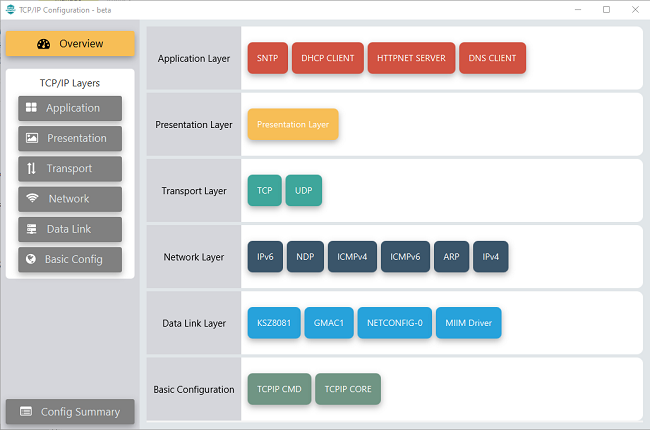 TCP/IP Configuration - beta
Overview
TCP/IP Layers
Application
Presentation
Transport
Network
Data Link
Basic Config
Config Summary
Application Layer
SNTP DHCP CLIENT HTTPNET SERVER DNS CLIENT
Presentation Layer
Presentation Layer
Transport Layer
TCP UDP
Network Layer
IPv6 NDP ICMPv4 ICMPv6 ARP IPv4
Data Link Layer
KSZ8081 GMAC1 NETCONFIG-0 MIIM Driver
Basic Configuration
TCPIP CMD TCPIP CORE